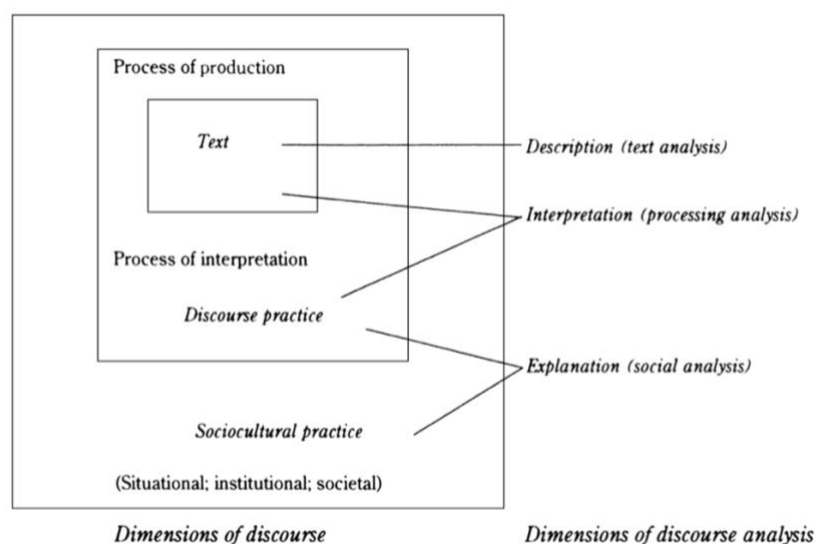 Process of production
Text
Description (text analysis)
Interpretation (processing analysis)
Process of interpretation
Discourse practice
Explanation (social analysis)
Sociocultural practice
(Situational; institutional; societal)
Dimensions of discourse
Dimensions of discourse analysis